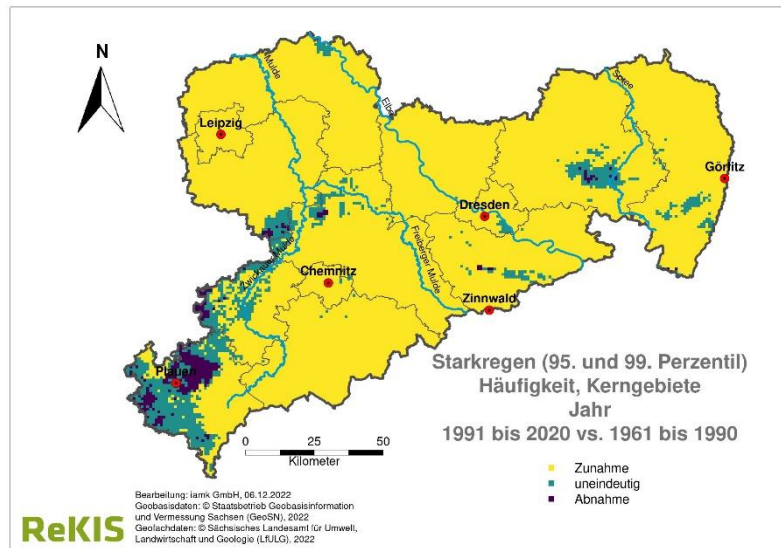 N
Mulde
Elbe
Spree
Leipzig
Görlitz
Dresden
Zwickauer Mulde
Freiberger Mulde
Chemnitz
Zinnwald
Plauen
Starkregen (95. und 99. Perzentil)
Häufigkeit, Kerngebiete
Jahr
1991 bis 2020 vs. 1961 bis 1990
0 25 50
Kilometer
Zunahme
uneindeutig
Abnahme
ReKIS
Bearbeitung: iamk GmbH, 06.12.2022
Geobasisdaten: © Staatsbetrieb Geobasisinformation
und Vermessung Sachsen (GeoSN), 2022
Geofachdaten: © Sächsisches Landesamt für Umwelt,
Landwirtschaft und Geologie (LfULG), 2022